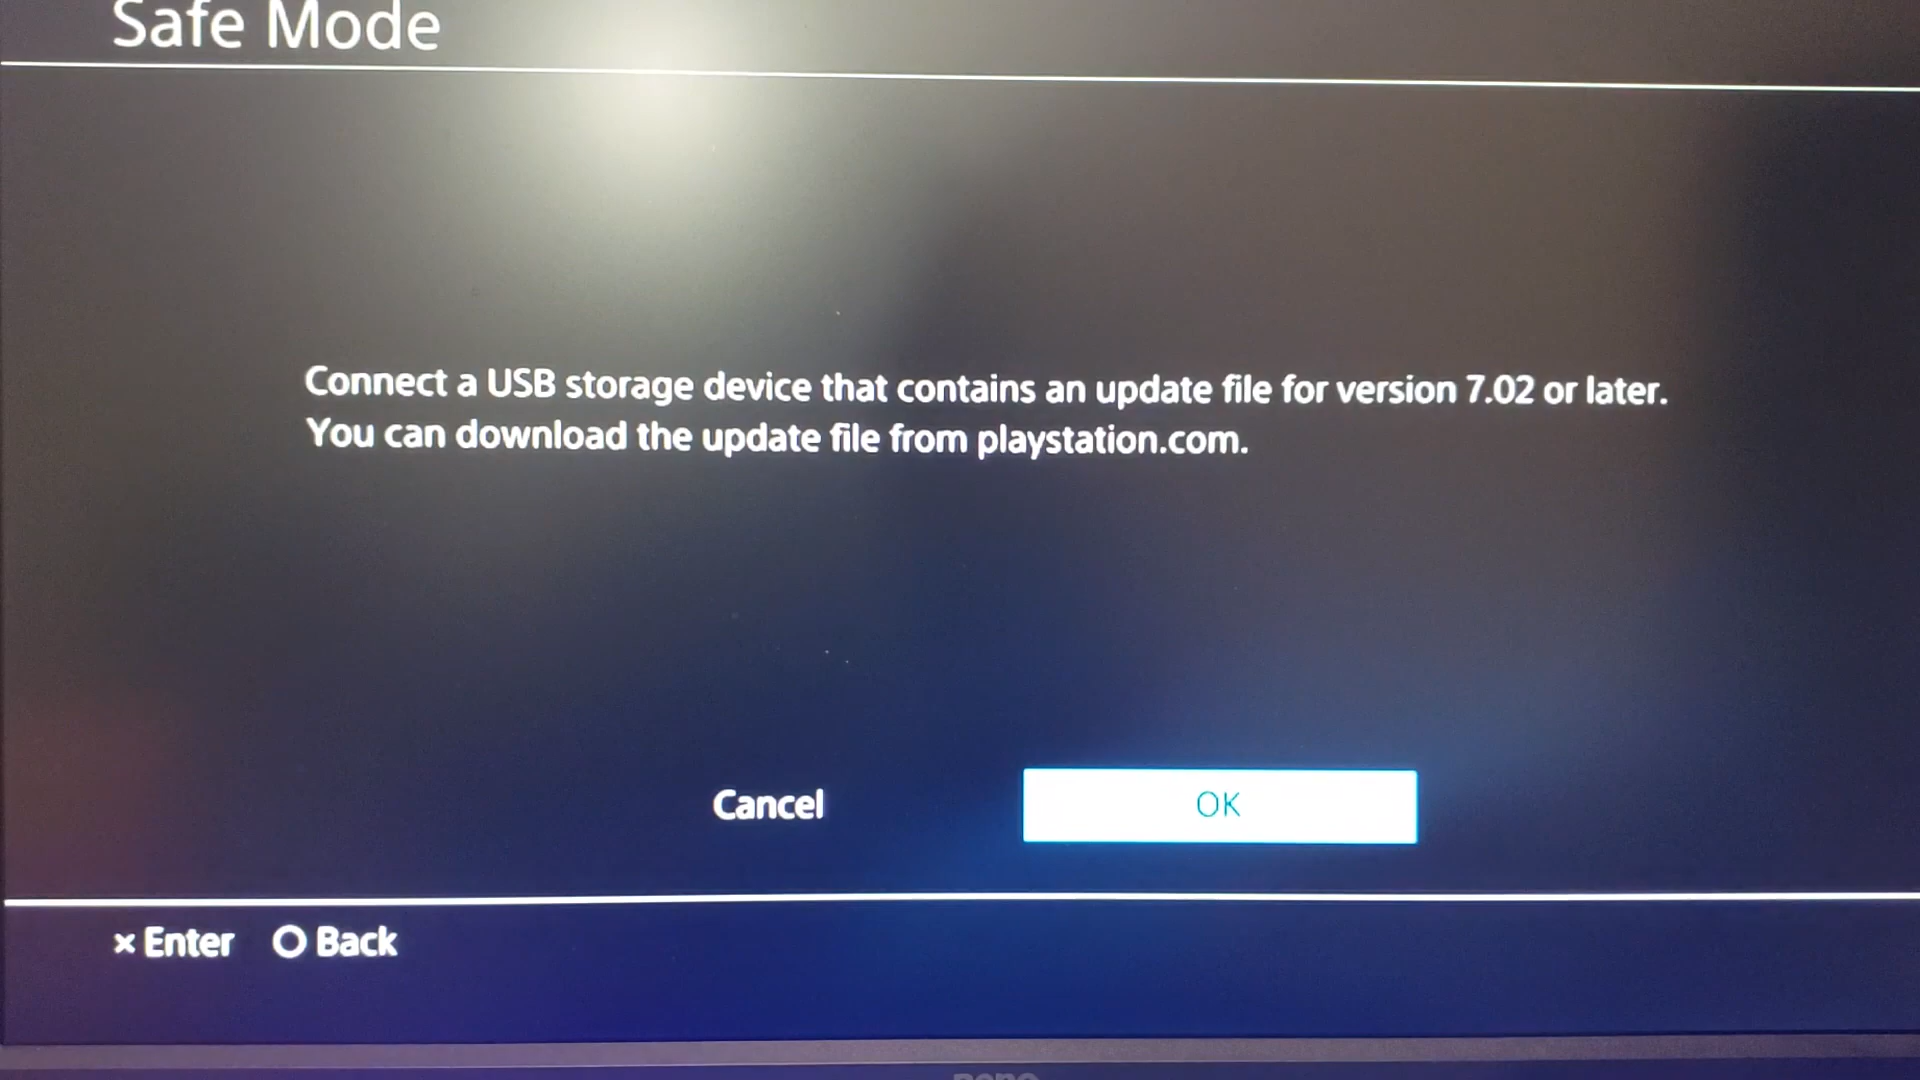 Safe Mode
Connect a USB storage device that contains an update file for version 7.02 or later.
You can download the update file from playstation.com.
Cancel
OK
× Enter
○ Back